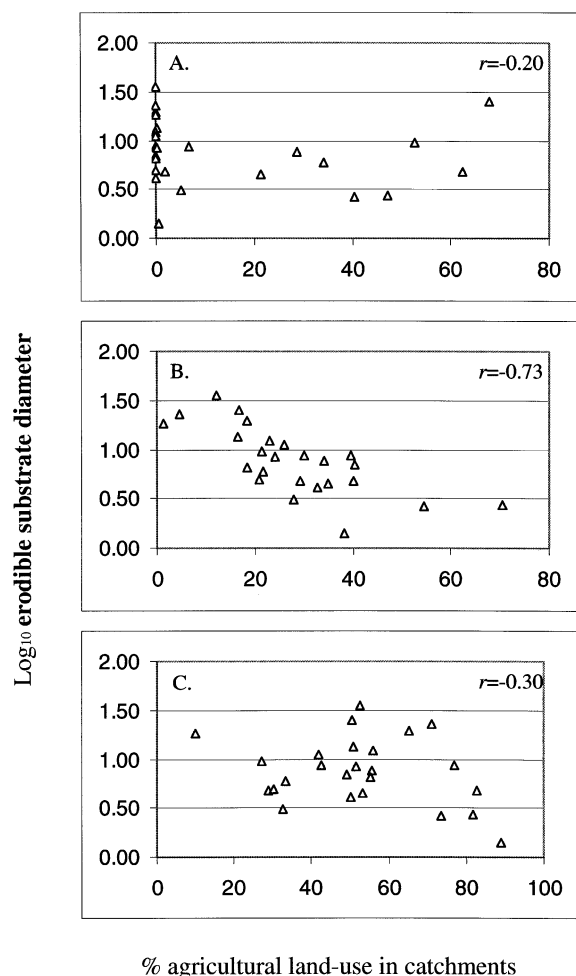 A.
r=-0.20
2.00
1.50
1.00
0.50
0.00
0 20 40 60 80
B.
r=-0.73
2.00
1.50
1.00
0.50
0.00
0 20 40 60 80
C.
r=-0.30
2.00
1.50
1.00
0.50
0.00
0 20 40 60 80 100
Log10 erodible substrate diameter
% agricultural land-use in catchments